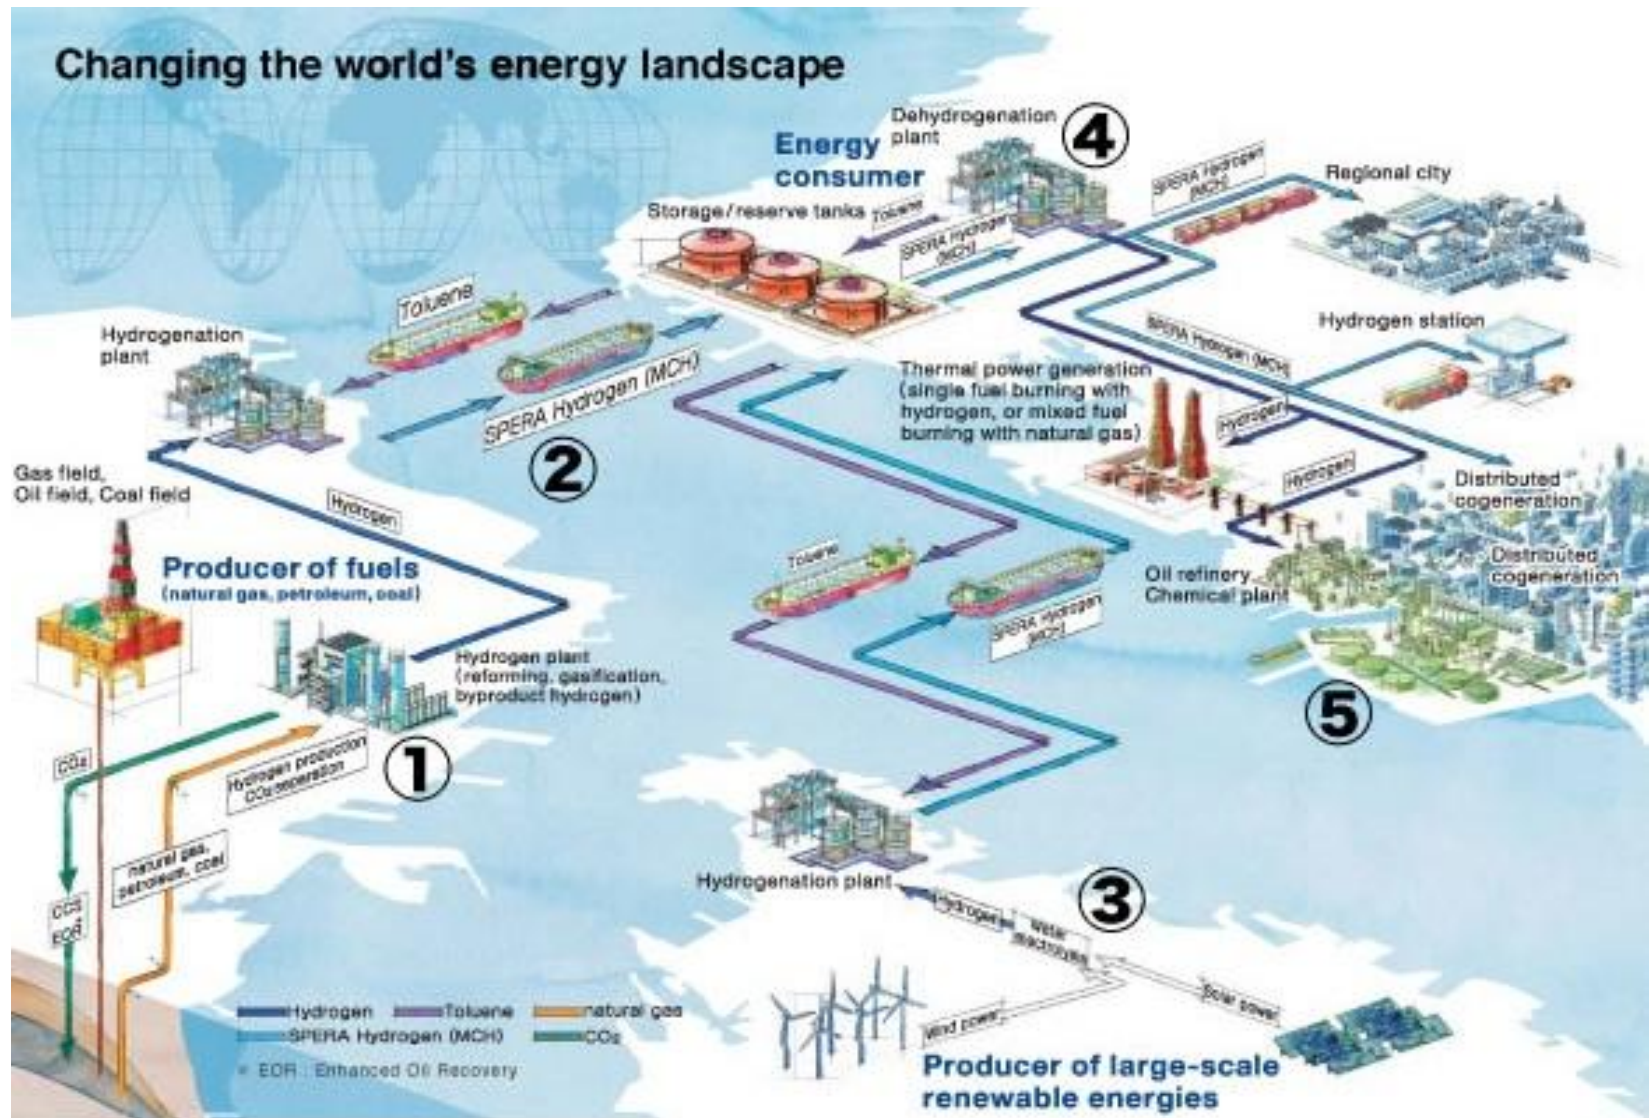 Changing the world's energy landscape
Dehydrogenation
plant
4
Energy
consumer
Storage/reserve tanks
Toluene
SPERA Hydrogen
(MCH)
SPERA Hydrogen
(MCH)
Regional city
Toluene
Hydrogenation
plant
SPERA Hydrogen (MCH)
2
SPERA Hydrogen (MCH)
Hydrogen station
Thermal power generation
(single fuel burning with
hydrogen, or mixed fuel
burning with natural gas)
Hydrogen
Hydrogen
Distributed
cogeneration
Distributed
cogeneration
Oil refinery
Chemical plant
5
Gas field,
Oil field, Coal field
Hydrogen
Producer of fuels
(natural gas, petroleum, coal)
Hydrogen plant
(reforming, gasification,
byproduct hydrogen)
1
CO₂
Hydrogen production
CO₂ separation
natural gas,
petroleum, coal
CCS
EOR
Toluene
SPERA Hydrogen
(MCH)
Hydrogenation plant
3
Hydrogen
Water
electrolysis
Wind power
Solar power
Producer of large-scale
renewable energies
Hydrogen Toluene natural gas
SPERA Hydrogen (MCH) CO₂
EOR : Enhanced Oil Recovery